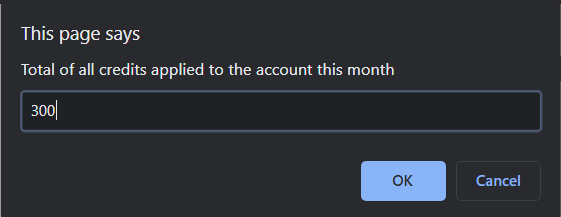 This page says
Total of all credits applied to the account this month
300
OK
Cancel